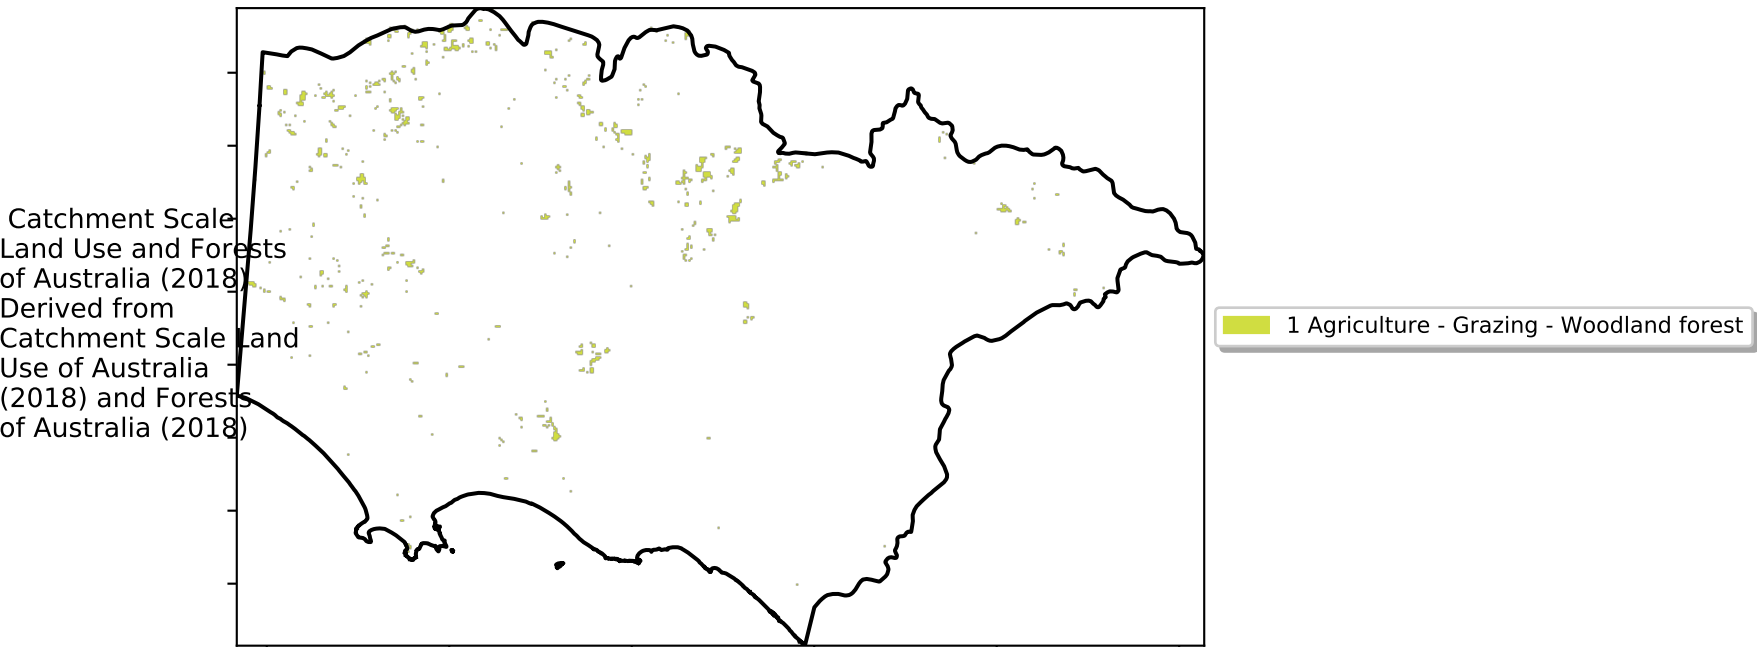 Catchment Scale
Land Use and Forests
of Australia (2018)
Derived from
Catchment Scale Land
Use of Australia
(2018) and Forests
of Australia (2018)
1 Agriculture - Grazing - Woodland forest